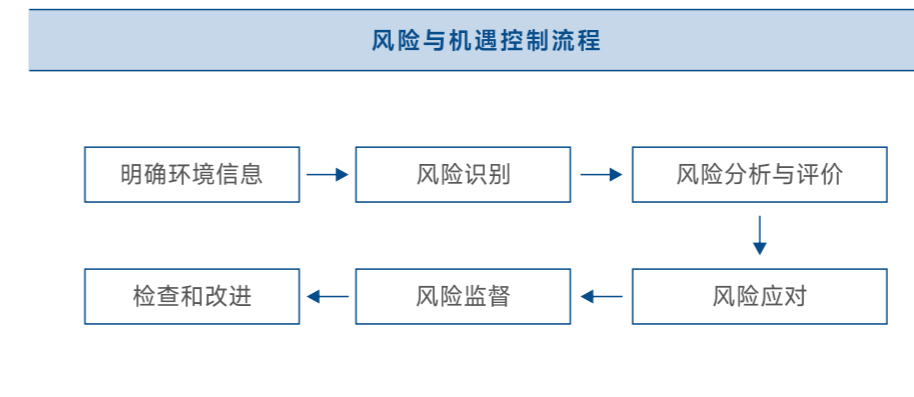 风险与机遇控制流程
明确环境信息
风险识别
风险分析与评价
风险应对
风险监督
检查和改进